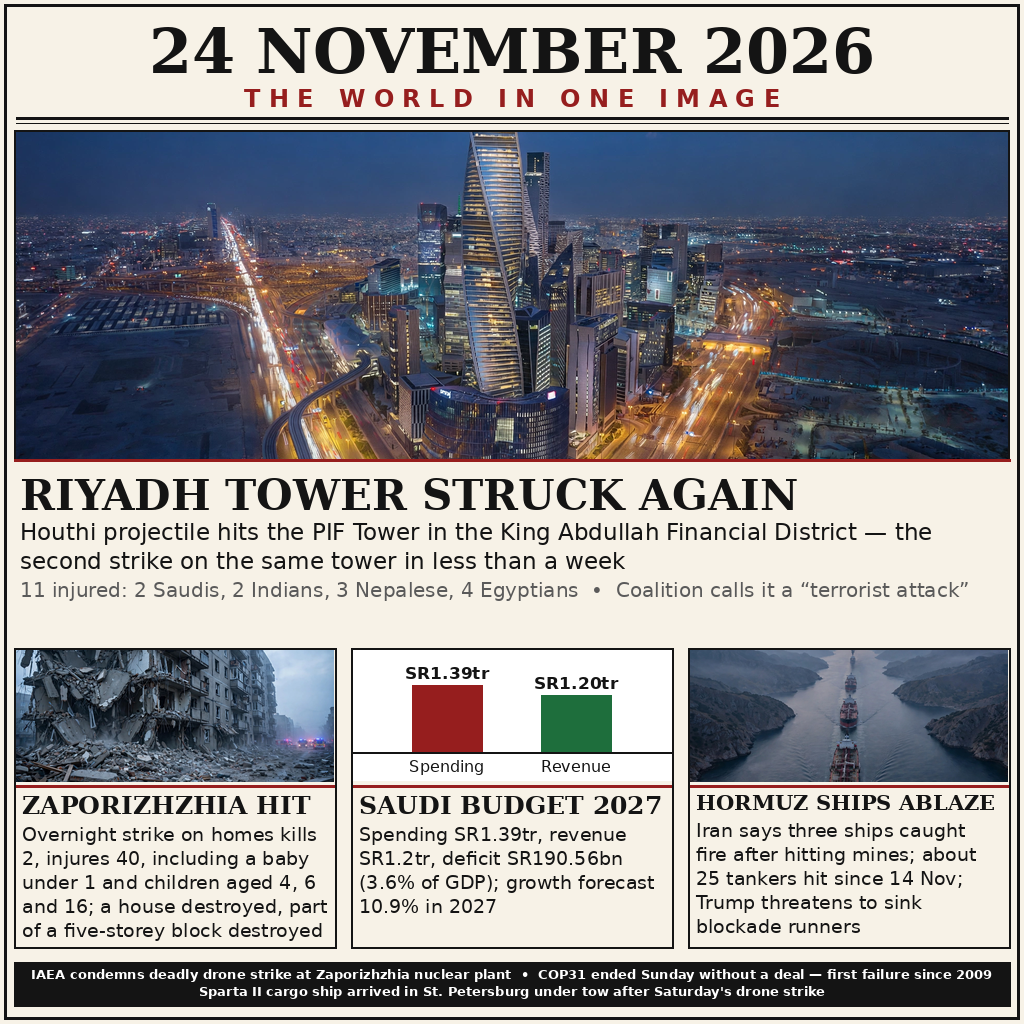 24 NOVEMBER 2026
THE WORLD IN ONE IMAGE
RIYADH TOWER STRUCK AGAIN
Houthi projectile hits the PIF Tower in the King Abdullah Financial District — the
second strike on the same tower in less than a week
11 injured: 2 Saudis, 2 Indians, 3 Nepalese, 4 Egyptians • Coalition calls it a “terrorist attack”
ZAPORIZHZHIA HIT
Overnight strike on homes kills
2, injures 40, including a baby
under 1 and children aged 4, 6
and 16; a house destroyed, part
of a five-storey block destroyed
SR1.39tr
SR1.20tr
Spending
Revenue
SAUDI BUDGET 2027
Spending SR1.39tr, revenue
SR1.2tr, deficit SR190.56bn
(3.6% of GDP); growth forecast
10.9% in 2027
HORMUZ SHIPS ABLAZE
Iran says three ships caught
fire after hitting mines; about
25 tankers hit since 14 Nov;
Trump threatens to sink
blockade runners
IAEA condemns deadly drone strike at Zaporizhzhia nuclear plant • COP31 ended Sunday without a deal — first failure since 2009
Sparta II cargo ship arrived in St. Petersburg under tow after Saturday's drone strike